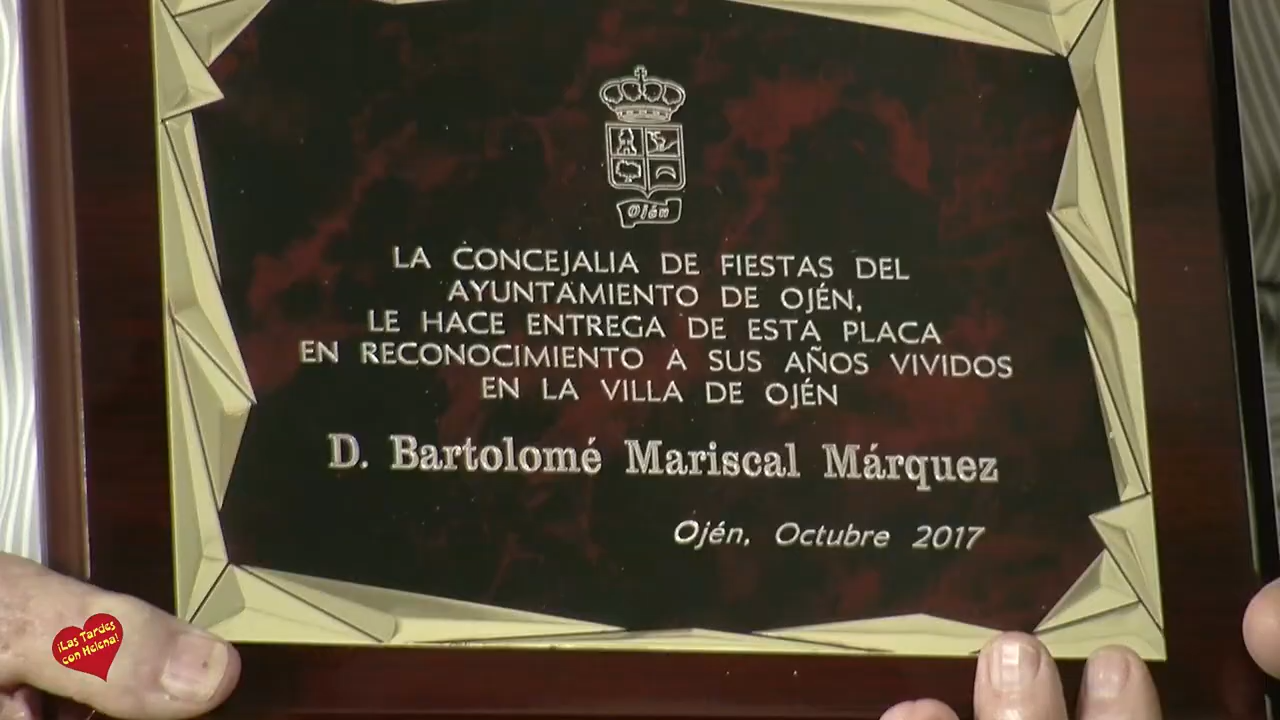 Ojén
LA CONCEJALIA DE FIESTAS DEL
AYUNTAMIENTO DE OJÉN,
LE HACE ENTREGA DE ESTA PLACA
EN RECONOCIMIENTO A SUS AÑOS VIVIDOS
EN LA VILLA DE OJÉN
D. Bartolomé Mariscal Márquez
Ojén, Octubre 2017
¡Las Tardes
con Helena!